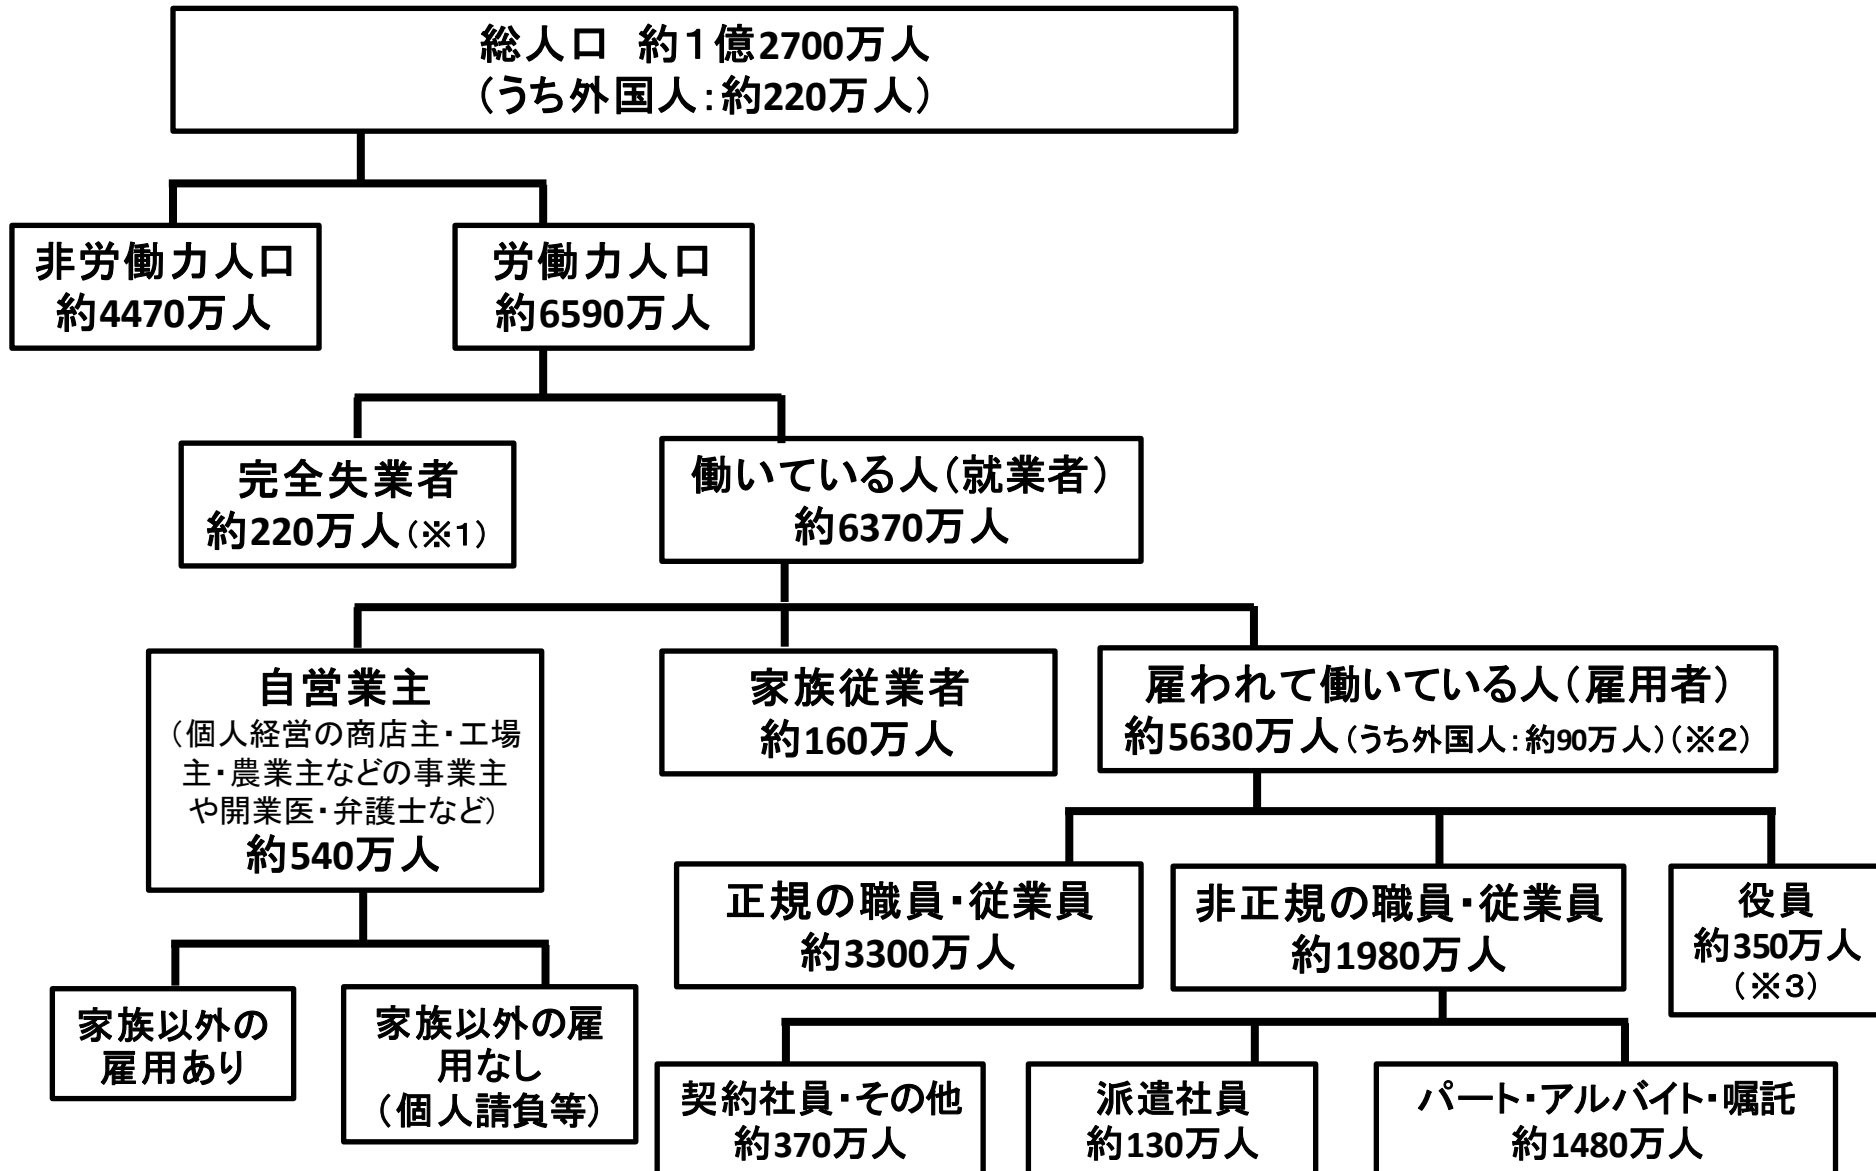 総人口　約１億2700万人
（うち外国人：約220万人）
非労働力人口
約4470万人
労働力人口
約6590万人
完全失業者
約220万人（※1）
働いている人（就業者）
約6370万人
自営業主
（個人経営の商店主・工場
主・農業主などの事業主
や開業医・弁護士など）
約540万人
家族従業者
約160万人
雇われて働いている人（雇用者）
約5630万人（うち外国人：約90万人）（※2）
正規の職員・従業員
約3300万人
非正規の職員・従業員
約1980万人
役員
約350万人
（※3）
家族以外の
雇用あり
家族以外の雇
用なし
（個人請負等）
契約社員・その他
約370万人
派遣社員
約130万人
パート・アルバイト・嘱託
約1480万人